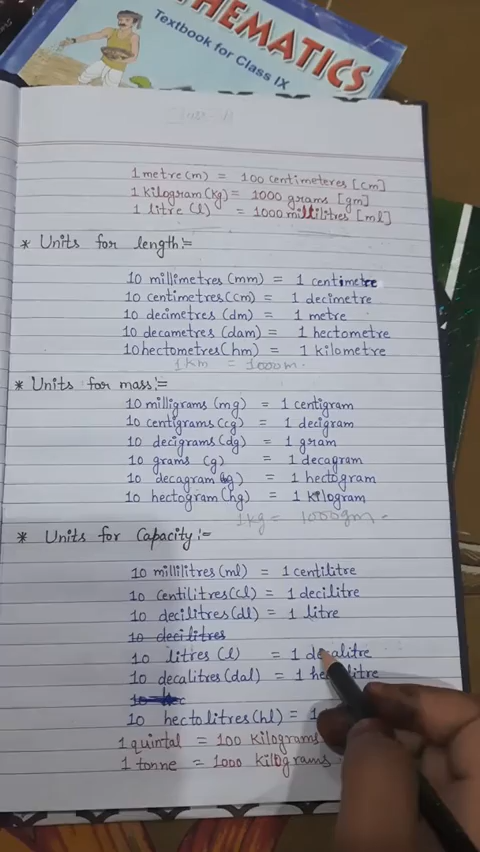 THEMATICS
Textbook for Class IX
1 metre (m) = 100 centimeteres [cm]
1 kilogram (kg) = 1000 grams [gm]
1 litre (l) = 1000 millilitres [ml]
* Units for length:=
10 millimetres (mm) = 1 centimetre
10 centimetres (cm) = 1 decimetre
10 decimetres (dm) = 1 metre
10 decametres (dam) = 1 hectometre
10 hectometres (hm) = 1 kilometre
1km = 1000m.
* Units for mass:=
10 milligrams (mg) = 1 centigram
10 centigrams (cg) = 1 decigram
10 decigrams (dg) = 1 gram
10 grams (g) = 1 decagram
10 decagram = 1 hectogram
10 hectogram (hg) = 1 kilogram
1kg = 1000gm =
* Units for Capacity:-
10 millilitres (ml) = 1 centilitre
10 centilitres (cl) = 1 decilitre
10 decilitres (dl) = 1 litre
10 decilitres
10 litres (l) = 1 decalitre
10 decalitres (dal) = 1 hectolitre
10
10 hectolitres (hl) = 1
1 quintal = 100 kilograms
1 tonne = 1000 kilograms.